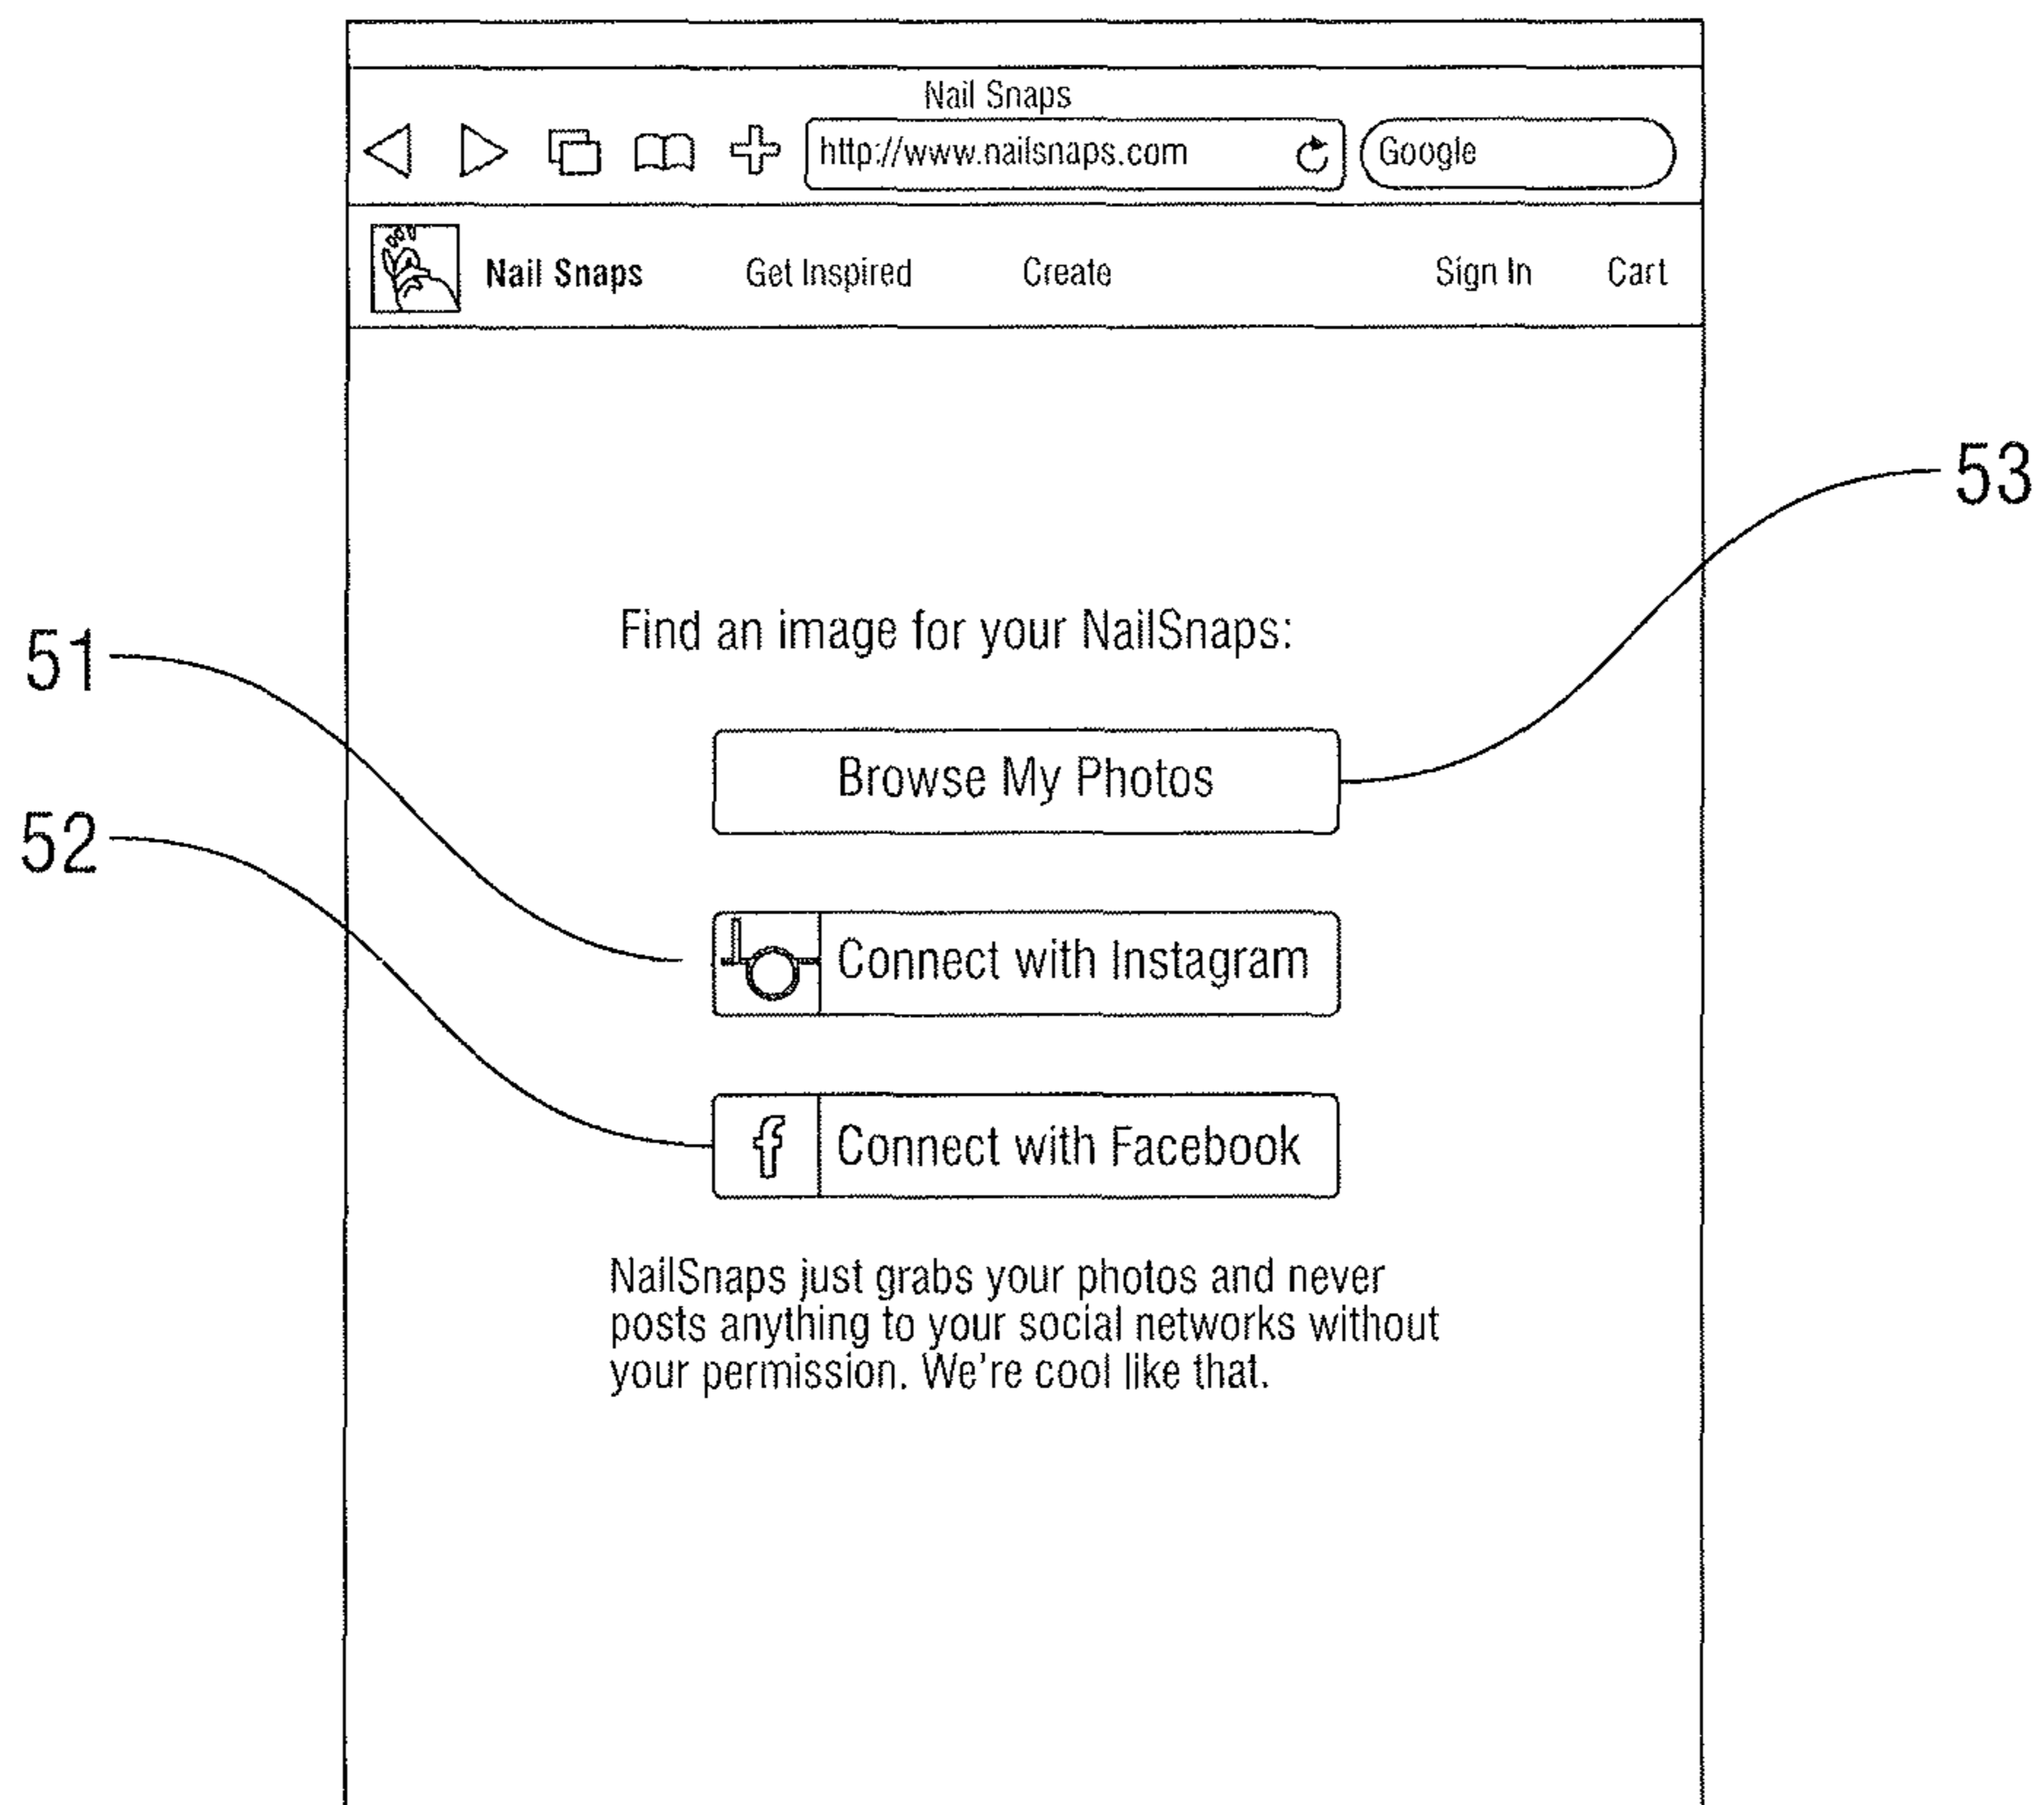 Nail Snaps
http://www.nailsnaps.com Google
Nail Snaps Get Inspired Create Sign In Cart
53
Find an image for your NailSnaps:
51
Browse My Photos
52
Connect with Instagram
f Connect with Facebook
NailSnaps just grabs your photos and never
posts anything to your social networks without
your permission. We're cool like that.